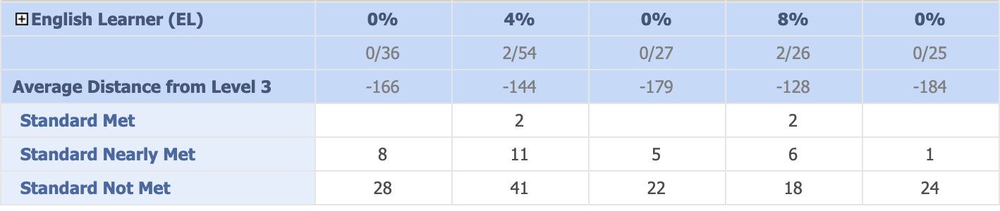 English Learner (EL) 0% 4% 0% 8% 0%
0/36 2/54 0/27 2/26 0/25
Average Distance from Level 3 -166 -144 -179 -128 -184
Standard Met 2 2
Standard Nearly Met 8 11 5 6 1
Standard Not Met 28 41 22 18 24